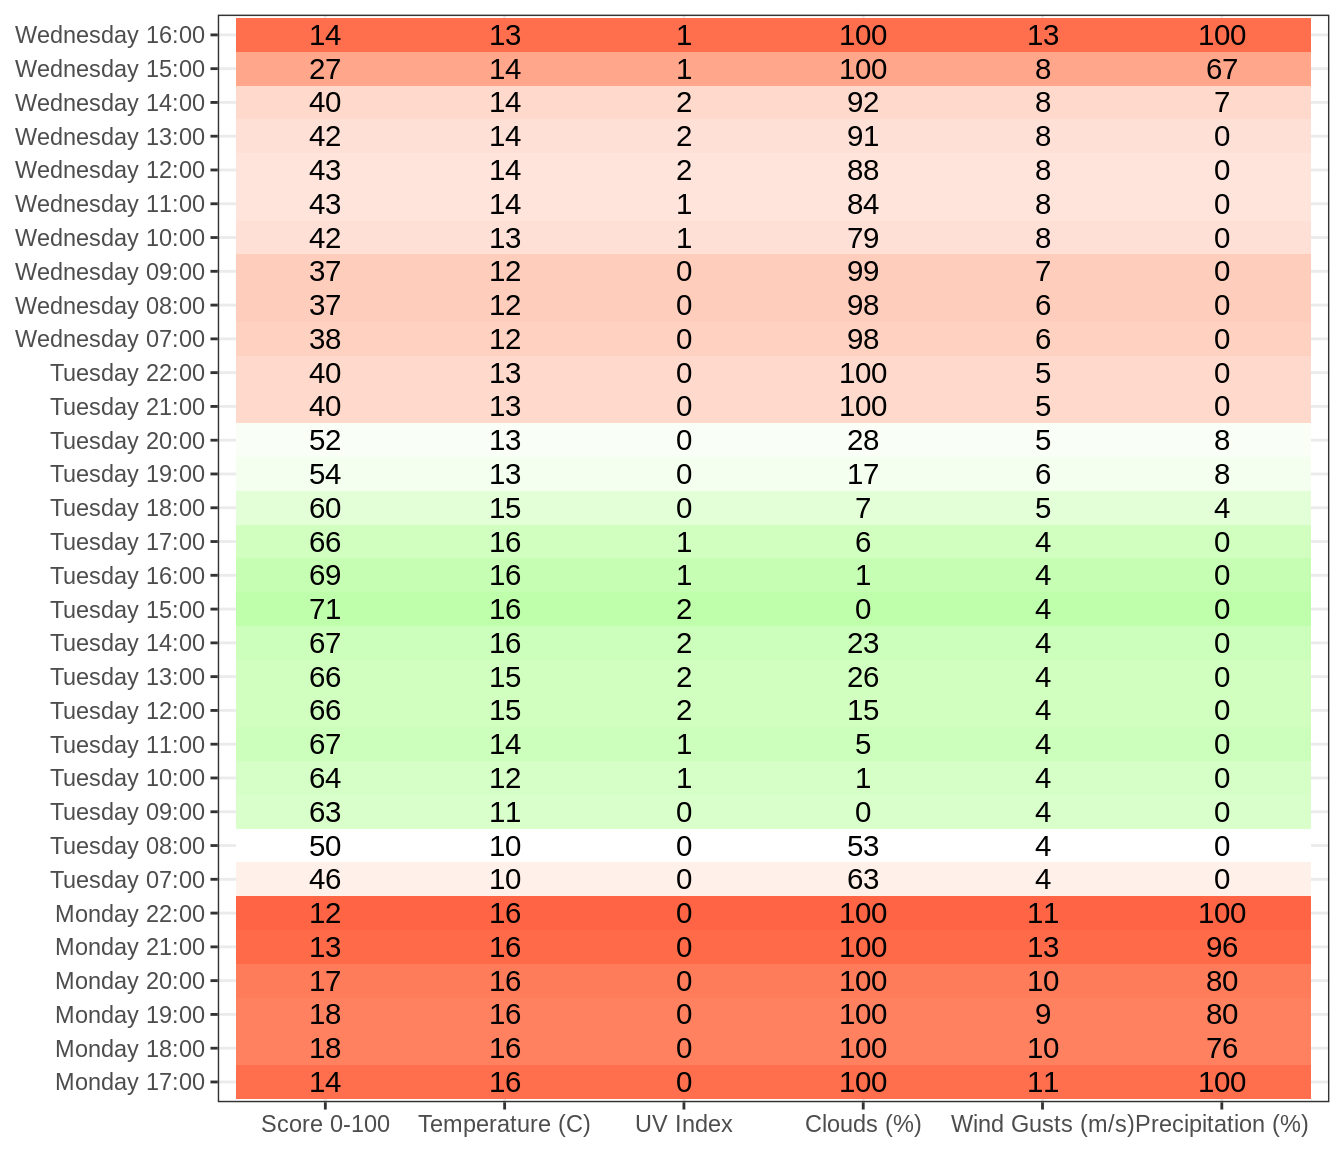 Wednesday 16:00 14 13 1 100 13 100
Wednesday 15:00 27 14 1 100 8 67
Wednesday 14:00 40 14 2 92 8 7
Wednesday 13:00 42 14 2 91 8 0
Wednesday 12:00 43 14 2 88 8 0
Wednesday 11:00 43 14 1 84 8 0
Wednesday 10:00 42 13 1 79 8 0
Wednesday 09:00 37 12 0 99 7 0
Wednesday 08:00 37 12 0 98 6 0
Wednesday 07:00 38 12 0 98 6 0
Tuesday 22:00 40 13 0 100 5 0
Tuesday 21:00 40 13 0 100 5 0
Tuesday 20:00 52 13 0 28 5 8
Tuesday 19:00 54 13 0 17 6 8
Tuesday 18:00 60 15 0 7 5 4
Tuesday 17:00 66 16 1 6 4 0
Tuesday 16:00 69 16 1 1 4 0
Tuesday 15:00 71 16 2 0 4 0
Tuesday 14:00 67 16 2 23 4 0
Tuesday 13:00 66 15 2 26 4 0
Tuesday 12:00 66 15 2 15 4 0
Tuesday 11:00 67 14 1 5 4 0
Tuesday 10:00 64 12 1 1 4 0
Tuesday 09:00 63 11 0 0 4 0
Tuesday 08:00 50 10 0 53 4 0
Tuesday 07:00 46 10 0 63 4 0
Monday 22:00 12 16 0 100 11 100
Monday 21:00 13 16 0 100 13 96
Monday 20:00 17 16 0 100 10 80
Monday 19:00 18 16 0 100 9 80
Monday 18:00 18 16 0 100 10 76
Monday 17:00 14 16 0 100 11 100
Score 0-100 Temperature (C) UV Index Clouds (%) Wind Gusts (m/s) Precipitation (%)